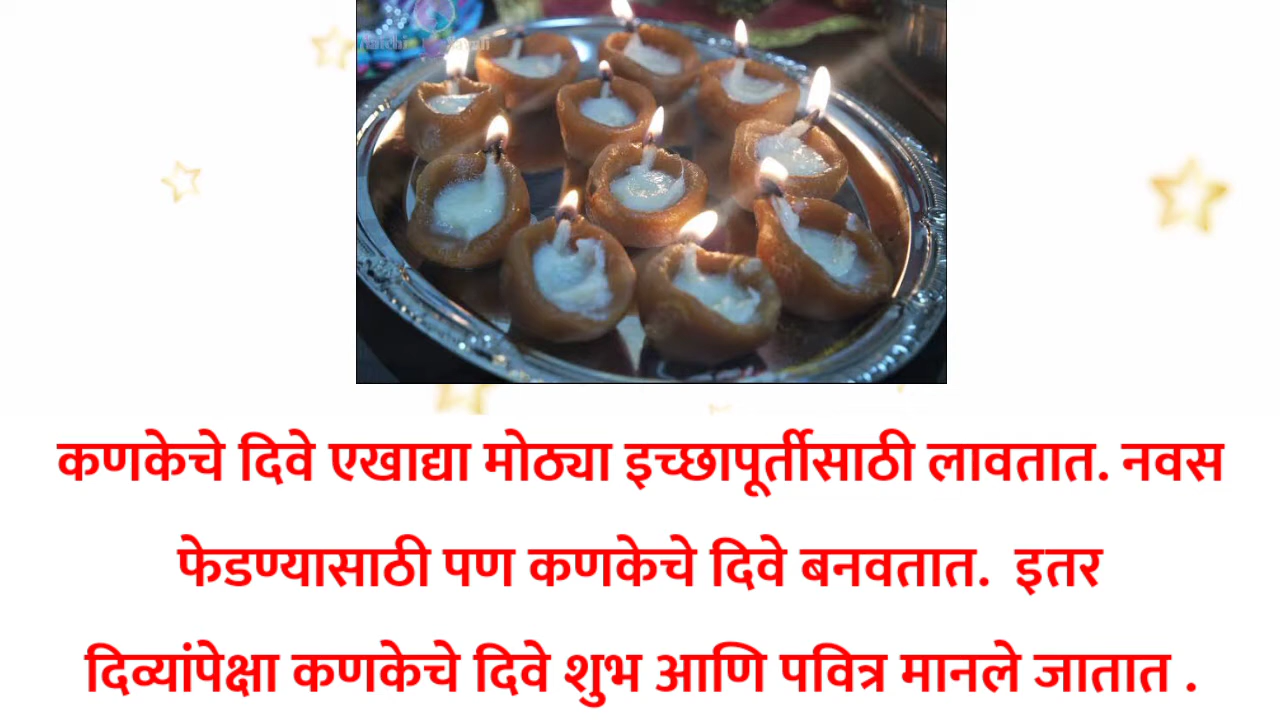 कणकेचे दिवे एखाद्या मोठ्या इच्छापूर्तीसाठी लावतात. नवस
फेडण्यासाठी पण कणकेचे दिवे बनवतात.  इतर
दिव्यांपेक्षा कणकेचे दिवे शुभ आणि पवित्र मानले जातात .